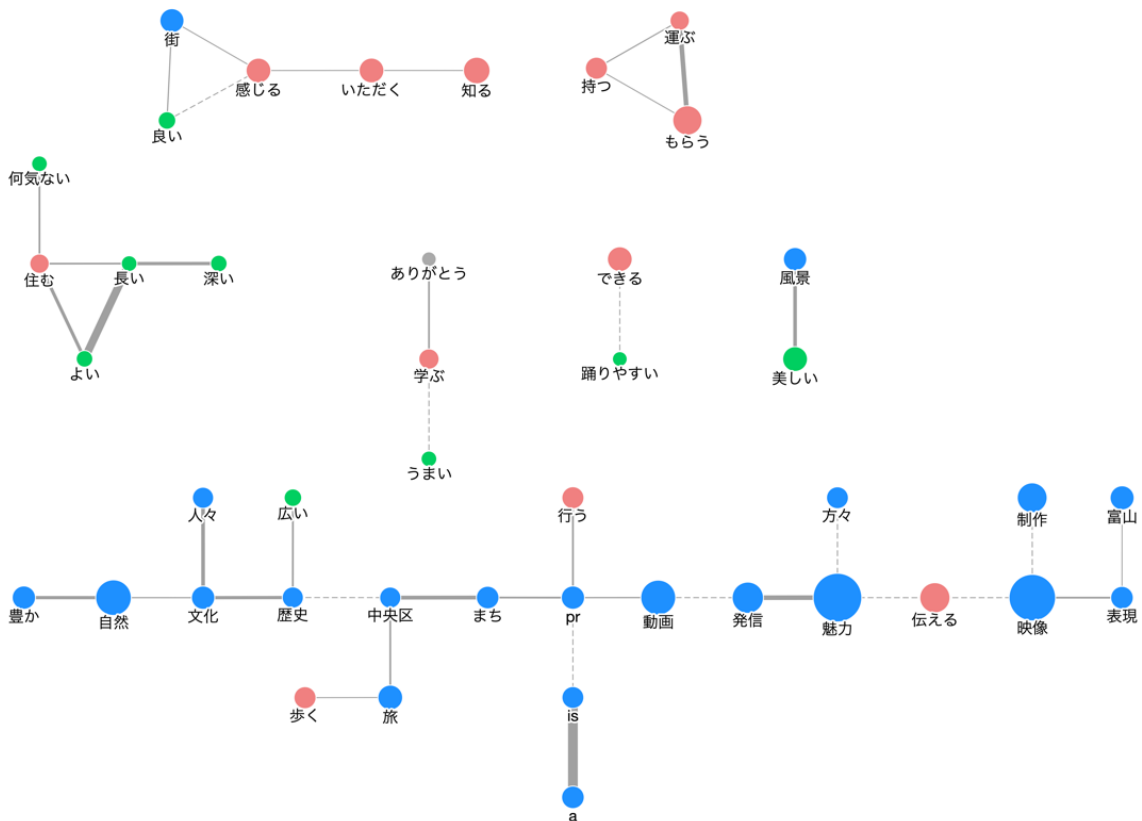 街
感じる
いただく
知る
良い
運ぶ
持つ
もらう
何気ない
住む
長い
深い
よい
ありがとう
学ぶ
うまい
できる
踊りやすい
風景
美しい
人々
広い
行う
方々
制作
富山
豊か
自然
文化
歴史
中央区
まち
pr
動画
発信
魅力
伝える
映像
表現
歩く
旅
is
a